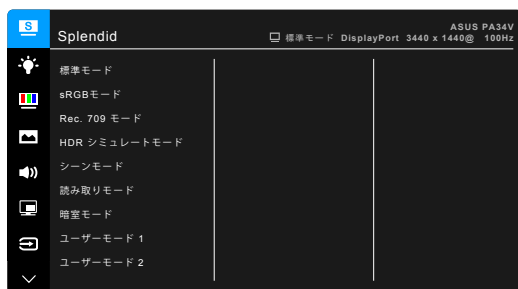 S
ASUS PA34V
Splendid
標準モード DisplayPort 3440 x 1440@ 100Hz
標準モード
sRGBモード
Rec. 709 モード
HDR シミュレートモード
シーンモード
読み取りモード
暗室モード
ユーザーモード 1
ユーザーモード 2